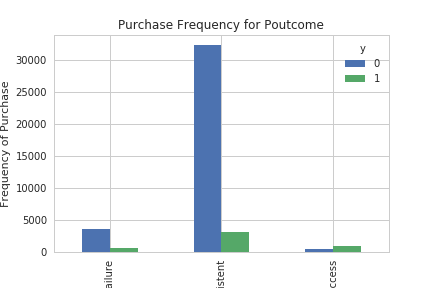 Purchase Frequency for Poutcome
y
0
1
Frequency of Purchase
30000
25000
20000
15000
10000
5000
0
ailure
istent
ccess